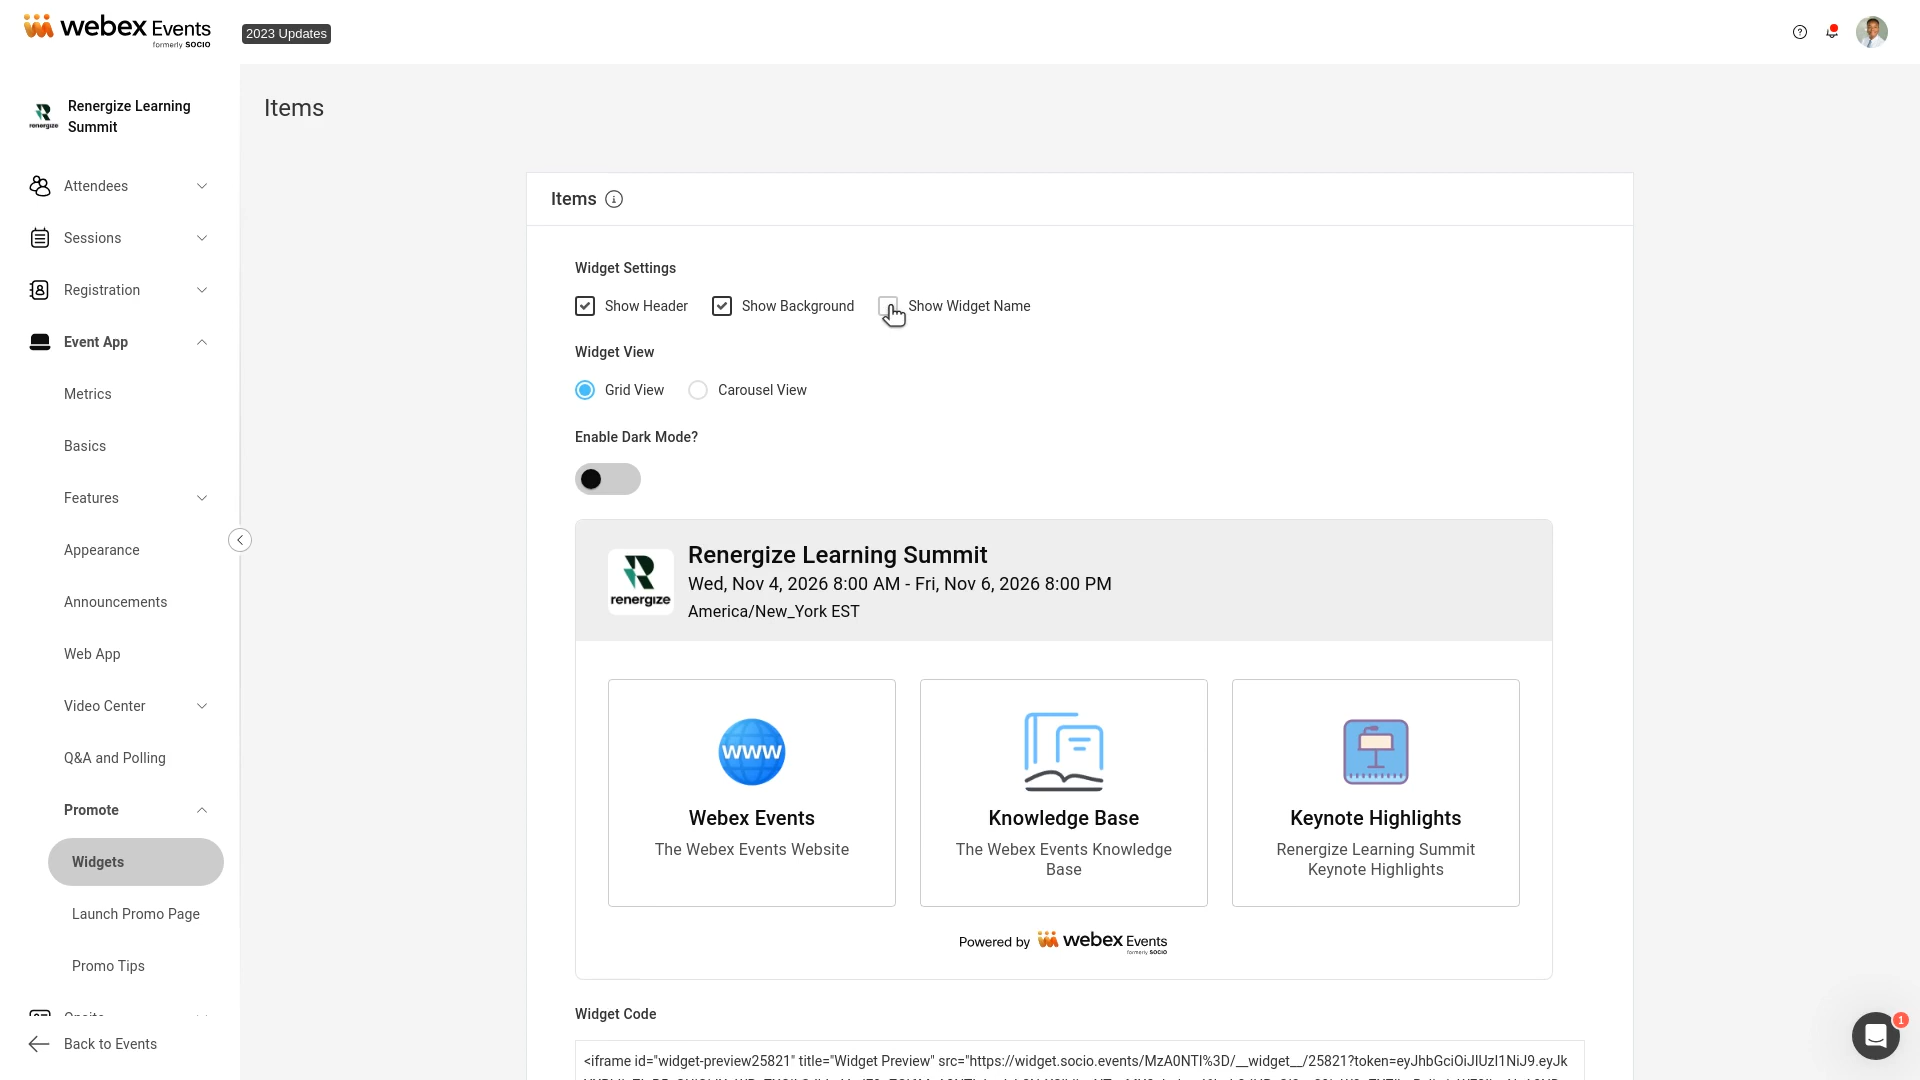 webex Events
formerly SOCIO
2023 Updates
Renergize Learning
Summit
renergize
Attendees
Sessions
Registration
Event App
Metrics
Basics
Features
Appearance
Announcements
Web App
Video Center
Q&A and Polling
Promote
Widgets
Launch Promo Page
Promo Tips
Onsite
Back to Events
Items
Items
Widget Settings
Show Header
Show Background
Show Widget Name
Widget View
Grid View
Carousel View
Enable Dark Mode?
renergize
Renergize Learning Summit
Wed, Nov 4, 2026 8:00 AM - Fri, Nov 6, 2026 8:00 PM
America/New_York EST
www
Webex Events
The Webex Events Website
Knowledge Base
The Webex Events Knowledge
Base
Keynote Highlights
Renergize Learning Summit
Keynote Highlights
Powered by webex Events
formerly SOCIO
Widget Code
<iframe id="widget-preview25821" title="Widget Preview" src="https://widget.socio.events/MzA0NTI%3D/__widget__/25821?token=eyJhbGciOiJIUzI1NiJ9.eyJk
1